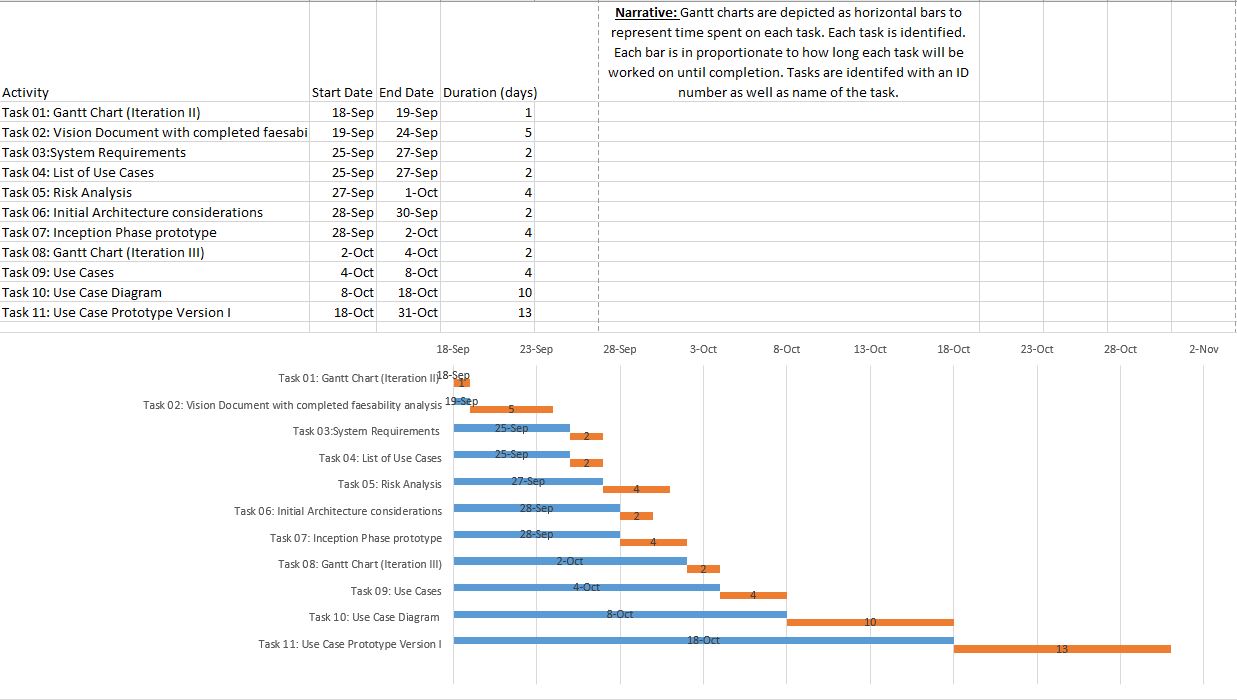 Narrative: Gantt charts are depicted as horizontal bars to
represent time spent on each task. Each task is identified.
Each bar is in proportionate to how long each task will be
worked on until completion. Tasks are identifed with an ID
number as well as name of the task.
Activity Start Date End Date Duration (days)
Task 01: Gantt Chart (Iteration II) 18-Sep 19-Sep 1
Task 02: Vision Document with completed faesabi 19-Sep 24-Sep 5
Task 03:System Requirements 25-Sep 27-Sep 2
Task 04: List of Use Cases 25-Sep 27-Sep 2
Task 05: Risk Analysis 27-Sep 1-Oct 4
Task 06: Initial Architecture considerations 28-Sep 30-Sep 2
Task 07: Inception Phase prototype 28-Sep 2-Oct 4
Task 08: Gantt Chart (Iteration III) 2-Oct 4-Oct 2
Task 09: Use Cases 4-Oct 8-Oct 4
Task 10: Use Case Diagram 8-Oct 18-Oct 10
Task 11: Use Case Prototype Version I 18-Oct 31-Oct 13
18-Sep 23-Sep 28-Sep 3-Oct 8-Oct 13-Oct 18-Oct 23-Oct 28-Oct 2-Nov
Task 01: Gantt Chart (Iteration II) 18-Sep 1
Task 02: Vision Document with completed faesability analysis 19-Sep 5
Task 03:System Requirements 25-Sep 2
Task 04: List of Use Cases 25-Sep 2
Task 05: Risk Analysis 27-Sep 4
Task 06: Initial Architecture considerations 28-Sep 2
Task 07: Inception Phase prototype 28-Sep 4
Task 08: Gantt Chart (Iteration III) 2-Oct 2
Task 09: Use Cases 4-Oct 4
Task 10: Use Case Diagram 8-Oct 10
Task 11: Use Case Prototype Version I 18-Oct 13